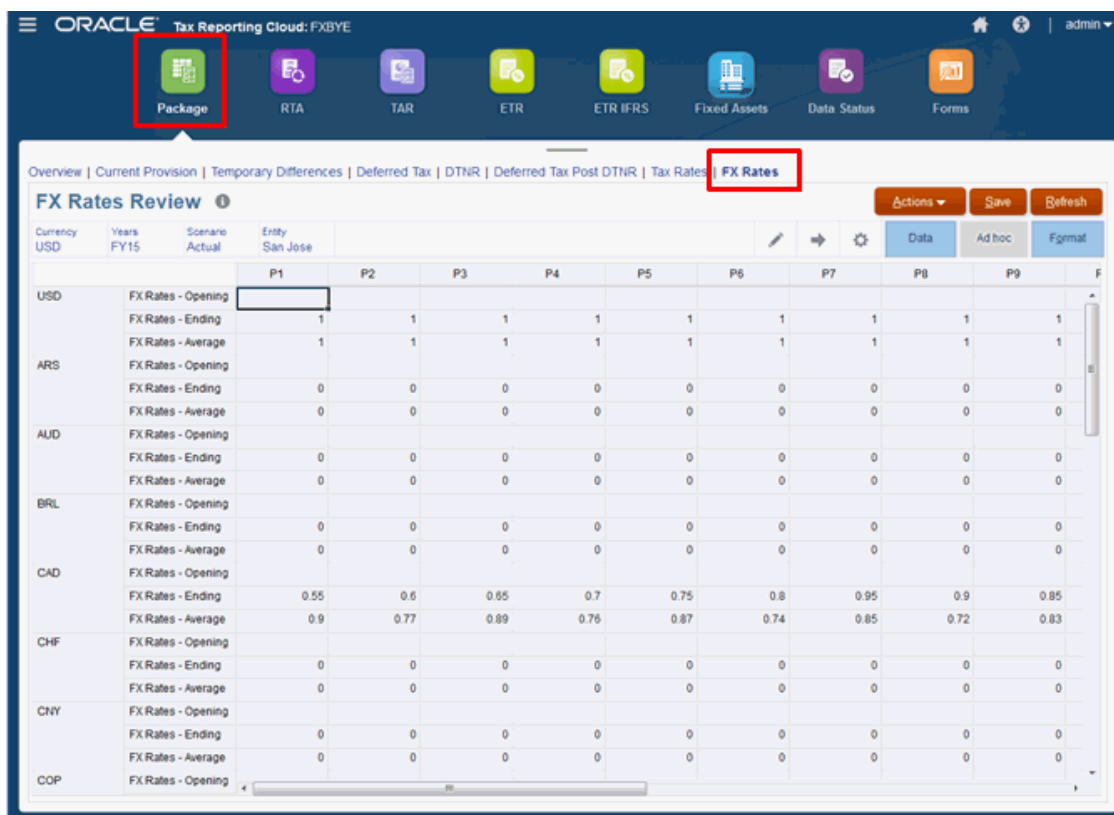 ORACLE Tax Reporting Cloud: FXBYE admin
Package RTA TAR ETR ETR IFRS Fixed Assets Data Status Forms
Overview | Current Provision | Temporary Differences | Deferred Tax | DTNR | Deferred Tax Post DTNR | Tax Rates | FX Rates
FX Rates Review Actions Save Refresh
Currency Years Scenario Entity
USD FY15 Actual San Jose Data Ad hoc Format
P1 P2 P3 P4 P5 P6 P7 P8 P9
USD FX Rates - Opening
FX Rates - Ending 1 1 1 1 1 1 1 1 1
FX Rates - Average 1 1 1 1 1 1 1 1 1
ARS FX Rates - Opening
FX Rates - Ending 0 0 0 0 0 0 0 0 0
FX Rates - Average 0 0 0 0 0 0 0 0 0
AUD FX Rates - Opening
FX Rates - Ending 0 0 0 0 0 0 0 0 0
FX Rates - Average 0 0 0 0 0 0 0 0 0
BRL FX Rates - Opening
FX Rates - Ending 0 0 0 0 0 0 0 0 0
FX Rates - Average 0 0 0 0 0 0 0 0 0
CAD FX Rates - Opening
FX Rates - Ending 0.55 0.6 0.65 0.7 0.75 0.8 0.95 0.9 0.85
FX Rates - Average 0.9 0.77 0.89 0.76 0.87 0.74 0.85 0.72 0.83
CHF FX Rates - Opening
FX Rates - Ending 0 0 0 0 0 0 0 0 0
FX Rates - Average 0 0 0 0 0 0 0 0 0
CNY FX Rates - Opening
FX Rates - Ending 0 0 0 0 0 0 0 0 0
FX Rates - Average 0 0 0 0 0 0 0 0 0
COP FX Rates - Opening